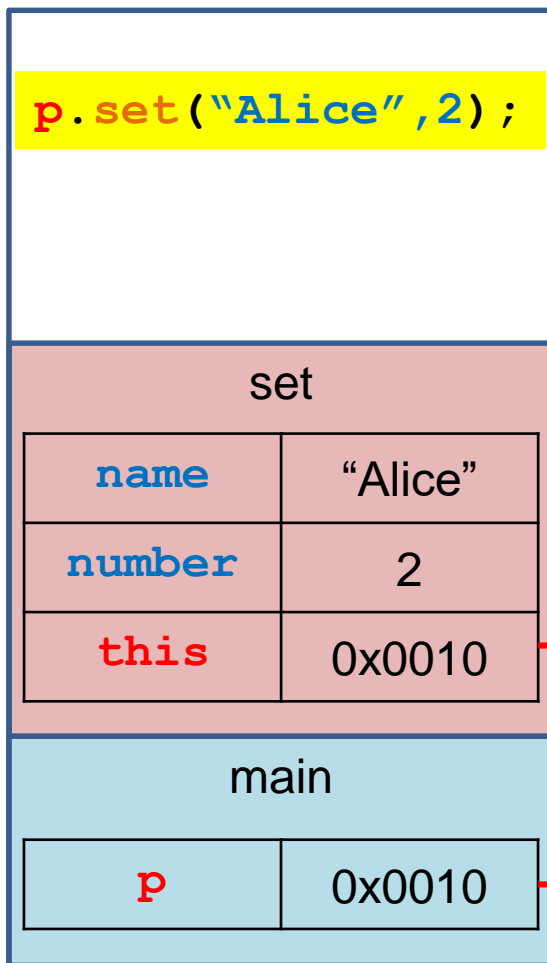 p.set(“Alice”,2);
set
name “Alice”
number 2
this 0x0010
main
p 0x0010